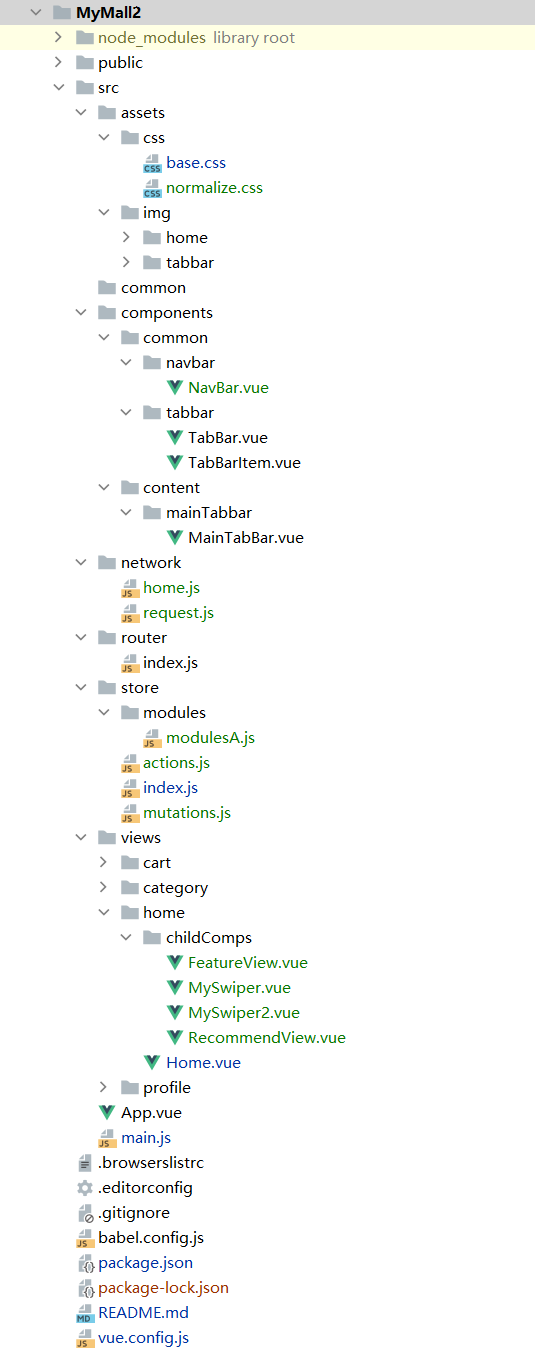 MyMall2
node_modules library root
public
src
assets
css
base.css
normalize.css
img
home
tabbar
common
components
common
navbar
NavBar.vue
tabbar
TabBar.vue
TabBarItem.vue
content
mainTabbar
MainTabBar.vue
network
home.js
request.js
router
index.js
store
modules
modulesA.js
actions.js
index.js
mutations.js
views
cart
category
home
childComps
FeatureView.vue
MySwiper.vue
MySwiper2.vue
RecommendView.vue
Home.vue
profile
App.vue
main.js
.browserslistrc
.editorconfig
.gitignore
babel.config.js
package.json
package-lock.json
README.md
vue.config.js